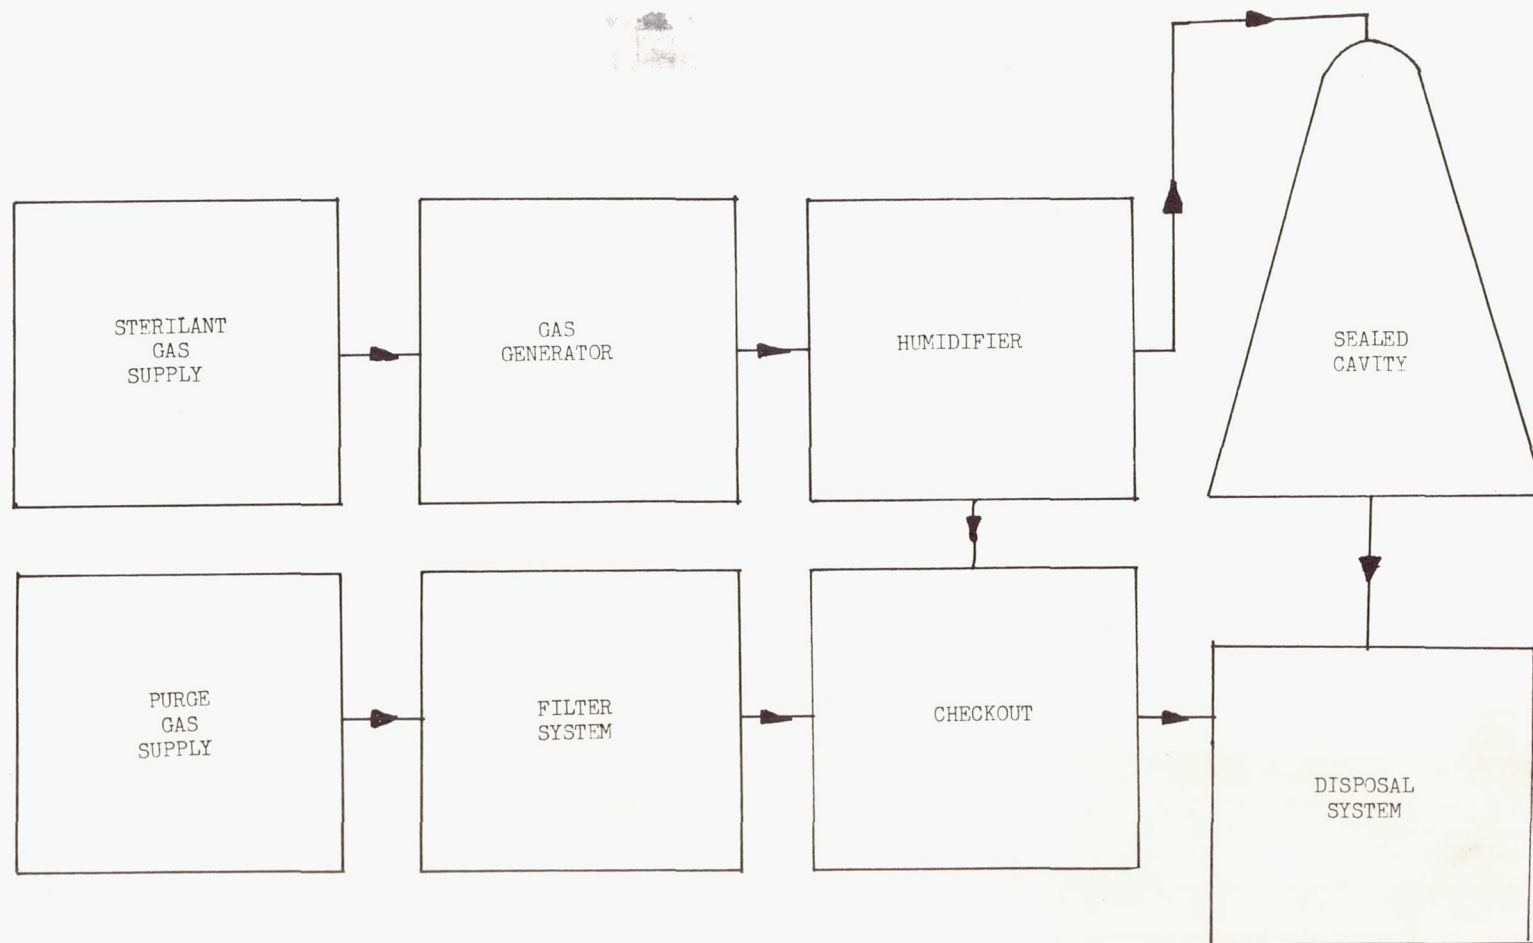 STERILANT
GAS
SUPPLY
GAS
GENERATOR
HUMIDIFIER
SEALED
CAVITY
PURGE
GAS
SUPPLY
FILTER
SYSTEM
CHECKOUT
DISPOSAL
SYSTEM